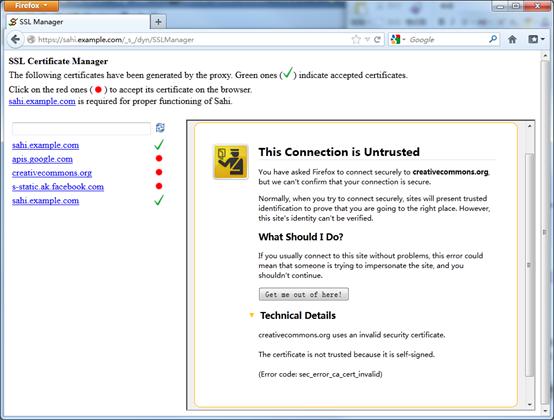 Firefox
SSL Manager
https://sahi.example.com/_s_/dyn/SSLManager
Google
SSL Certificate Manager
The following certificates have been generated by the proxy. Green ones ( ) indicate accepted certificates.
Click on the red ones ( ) to accept its certificate on the browser.
sahi.example.com is required for proper functioning of Sahi.
sahi.example.com
apis.google.com
creativecommons.org
s-static.ak.facebook.com
sahi.example.com
This Connection is Untrusted
You have asked Firefox to connect securely to creativecommons.org,
but we can't confirm that your connection is secure.
Normally, when you try to connect securely, sites will present trusted
identification to prove that you are going to the right place. However,
this site's identity can't be verified.
What Should I Do?
If you usually connect to this site without problems, this error could
mean that someone is trying to impersonate the site, and you
shouldn't continue.
Get me out of here!
Technical Details
creativecommons.org uses an invalid security certificate.
The certificate is not trusted because it is self-signed.
(Error code: sec_error_ca_cert_invalid)